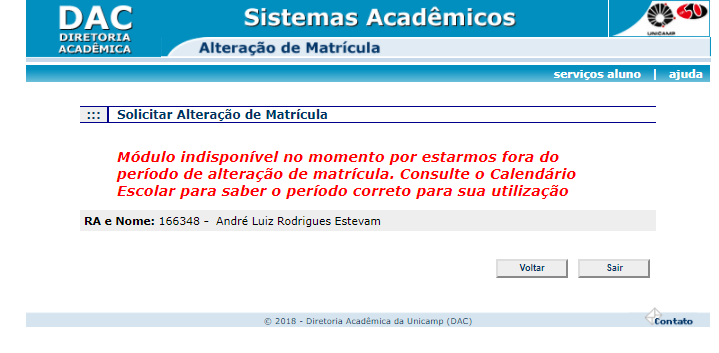 DAC
DIRETORIA
ACADÊMICA
Sistemas Acadêmicos
UNICAMP
Alteração de Matrícula
serviços aluno | ajuda
::: Solicitar Alteração de Matrícula
Módulo indisponível no momento por estarmos fora do
período de alteração de matrícula. Consulte o Calendário
Escolar para saber o período correto para sua utilização
RA e Nome: 166348 - André Luiz Rodrigues Estevam
Voltar
Sair
© 2018 - Diretoria Acadêmica da Unicamp (DAC)
Contato